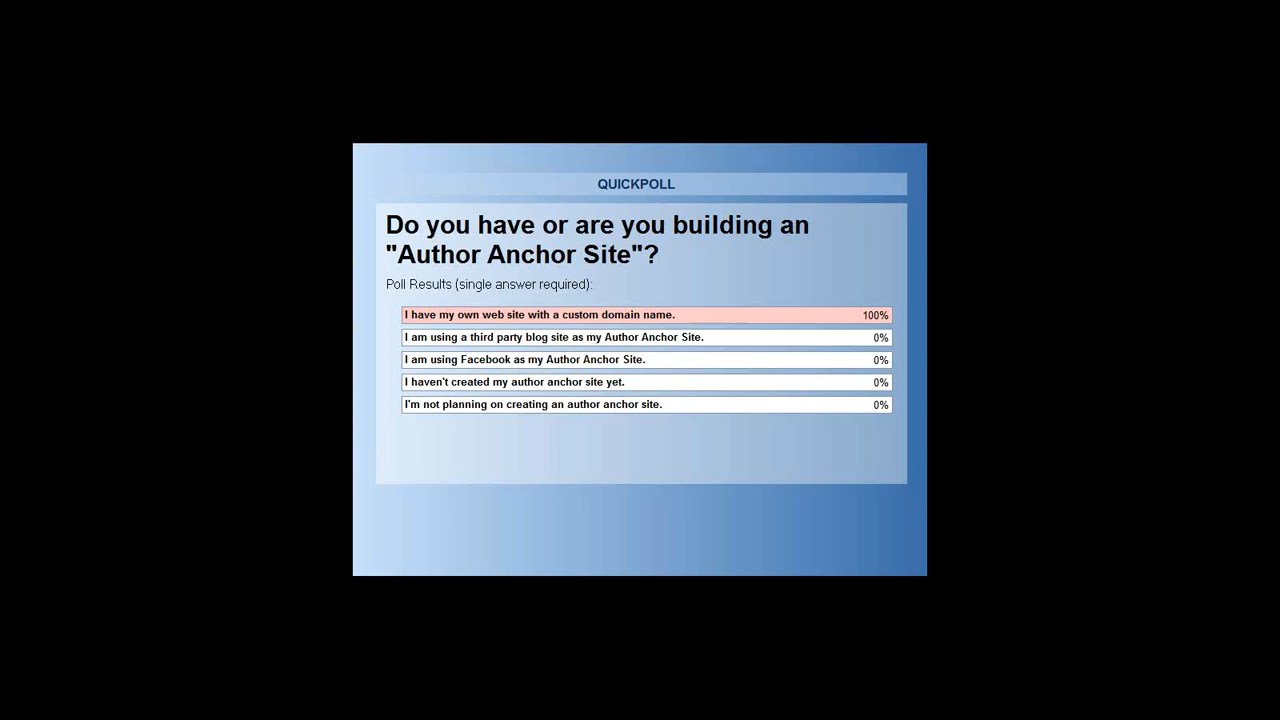 QUICKPOLL
Do you have or are you building an
"Author Anchor Site"?
Poll Results (single answer required):
I have my own web site with a custom domain name. 100%
I am using a third party blog site as my Author Anchor Site. 0%
I am using Facebook as my Author Anchor Site. 0%
I haven't created my author anchor site yet. 0%
I'm not planning on creating an author anchor site. 0%